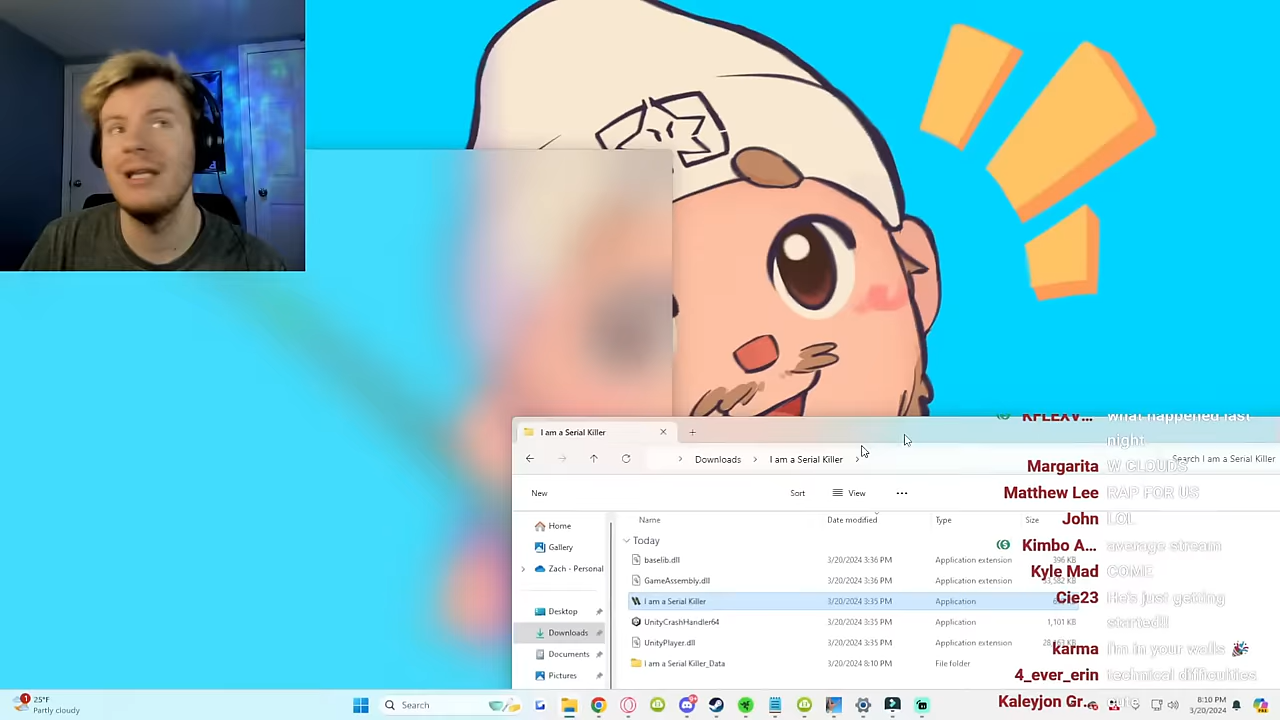 I am a Serial Killer
Downloads
I am a Serial Killer
Search I am a Serial Killer
New
Sort
View
Name
Date modified
Type
Size
Today
baselib.dll
3/20/2024 3:36 PM
Application extension
396 KB
GameAssembly.dll
3/20/2024 3:36 PM
Application extension
I am a Serial Killer
3/20/2024 3:35 PM
Application
UnityCrashHandler64
3/20/2024 3:35 PM
Application
1,101 KB
UnityPlayer.dll
3/20/2024 3:35 PM
Application extension
I am a Serial Killer_Data
3/20/2024 8:10 PM
File folder
Home
Gallery
Zach - Personal
Desktop
Downloads
Documents
Pictures
KFLEXV... what happened last
night
Margarita W CLOUDS
Matthew Lee RAP FOR US
John LOL
Kimbo A... average stream
Kyle Mad COME
Cie23 He's just getting
started!!
karma I'm in your walls
4_ever_erin technical difficulties
Kaleyjon Gr...
1
25°F
Partly cloudy
Search
8:10 PM
3/20/2024